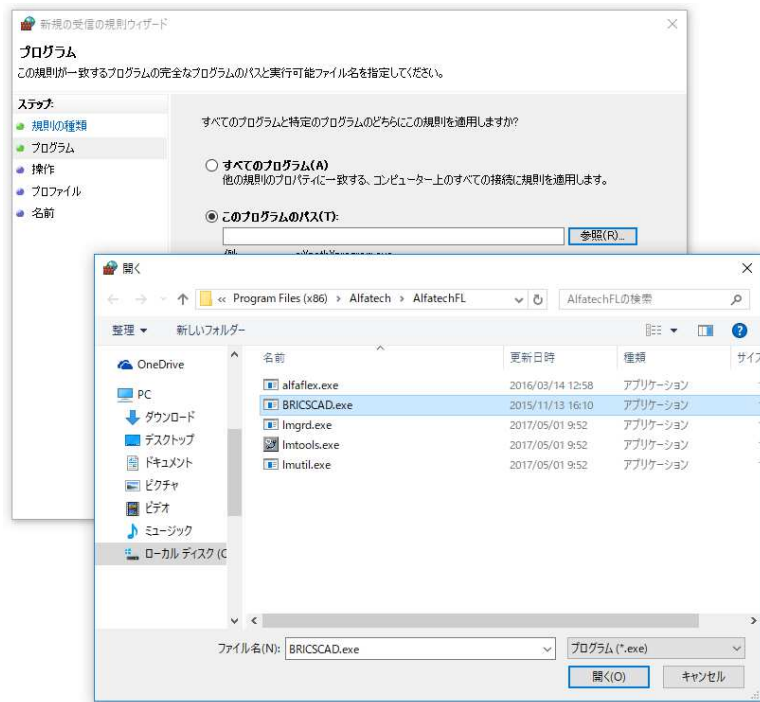 新規の受信の規則ウィザード
プログラム
この規則が一致するプログラムの完全なプログラムのパスと実行可能ファイル名を指定してください。
ステップ:
規則の種類
プログラム
操作
プロファイル
名前
すべてのプログラムと特定のプログラムのどちらにこの規則を適用しますか?
すべてのプログラム(A)
他の規則のプロパティに一致する、コンピューター上のすべての接続に規則を適用します。
このプログラムのパス(T):
参照(R)...
開く
« Program Files (x86) › Alfatech › AlfatechFL
AlfatechFLの検索
整理 新しいフォルダー
OneDrive
PC
ダウンロード
デスクトップ
ドキュメント
ピクチャ
ビデオ
ミュージック
ローカル ディスク (C
名前 更新日時 種類 サイズ
alfaflex.exe 2016/03/14 12:58 アプリケーション
BRICSCAD.exe 2015/11/13 16:10 アプリケーション
lmgrd.exe 2017/05/01 9:52 アプリケーション
lmtools.exe 2017/05/01 9:52 アプリケーション
lmutil.exe 2017/05/01 9:52 アプリケーション
ファイル名(N): BRICSCAD.exe プログラム (*.exe)
開く(O) キャンセル